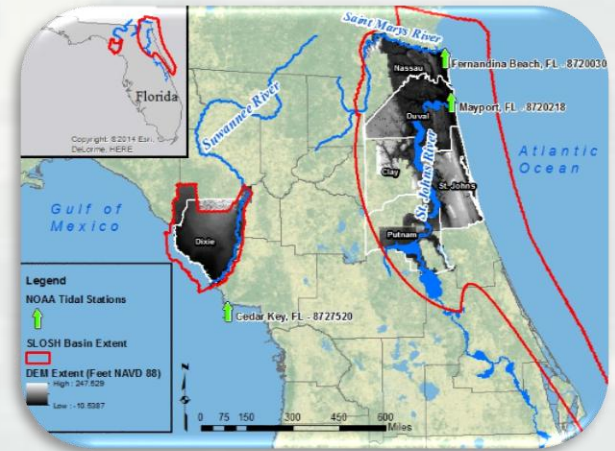 Florida
Copyright: © 2014 Esri,
DeLorme, HERE
Saint Marys River
Nassau
Fernandina Beach, FL - 8720030
Mayport, FL - 8720218
Duval
Suwannee River
St. Johns River
Clay
St. Johns
Atlantic
Ocean
Putnam
Gulf of
Mexico
Dixie
Legend
NOAA Tidal Stations
SLOSH Basin Extent
DEM Extent (Feet NAVD 88)
High : 247.629
Low : -10.5387
Cedar Key, FL - 8727520
N
0 75 150 300 450 600
Miles